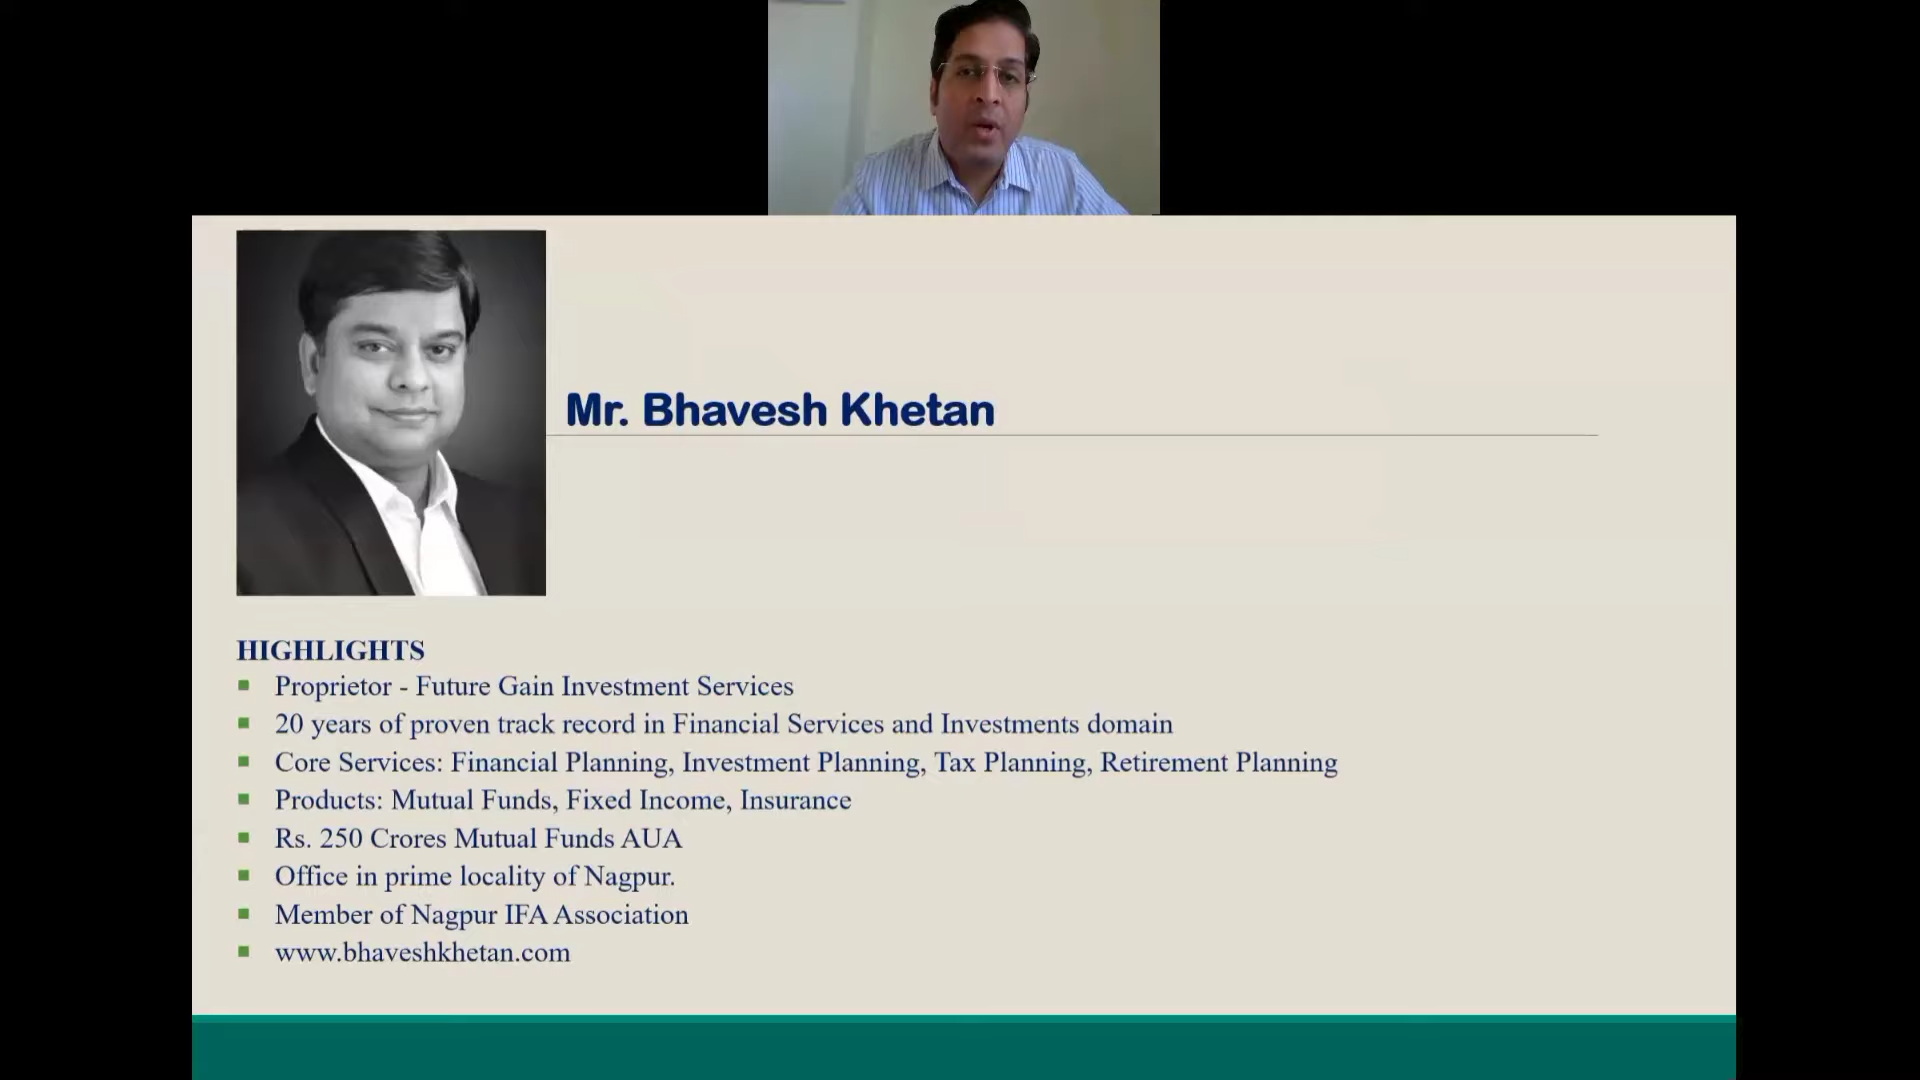 Mr. Bhavesh Khetan
HIGHLIGHTS
Proprietor - Future Gain Investment Services
20 years of proven track record in Financial Services and Investments domain
Core Services: Financial Planning, Investment Planning, Tax Planning, Retirement Planning
Products: Mutual Funds, Fixed Income, Insurance
Rs. 250 Crores Mutual Funds AUA
Office in prime locality of Nagpur.
Member of Nagpur IFA Association
www.bhaveshkhetan.com